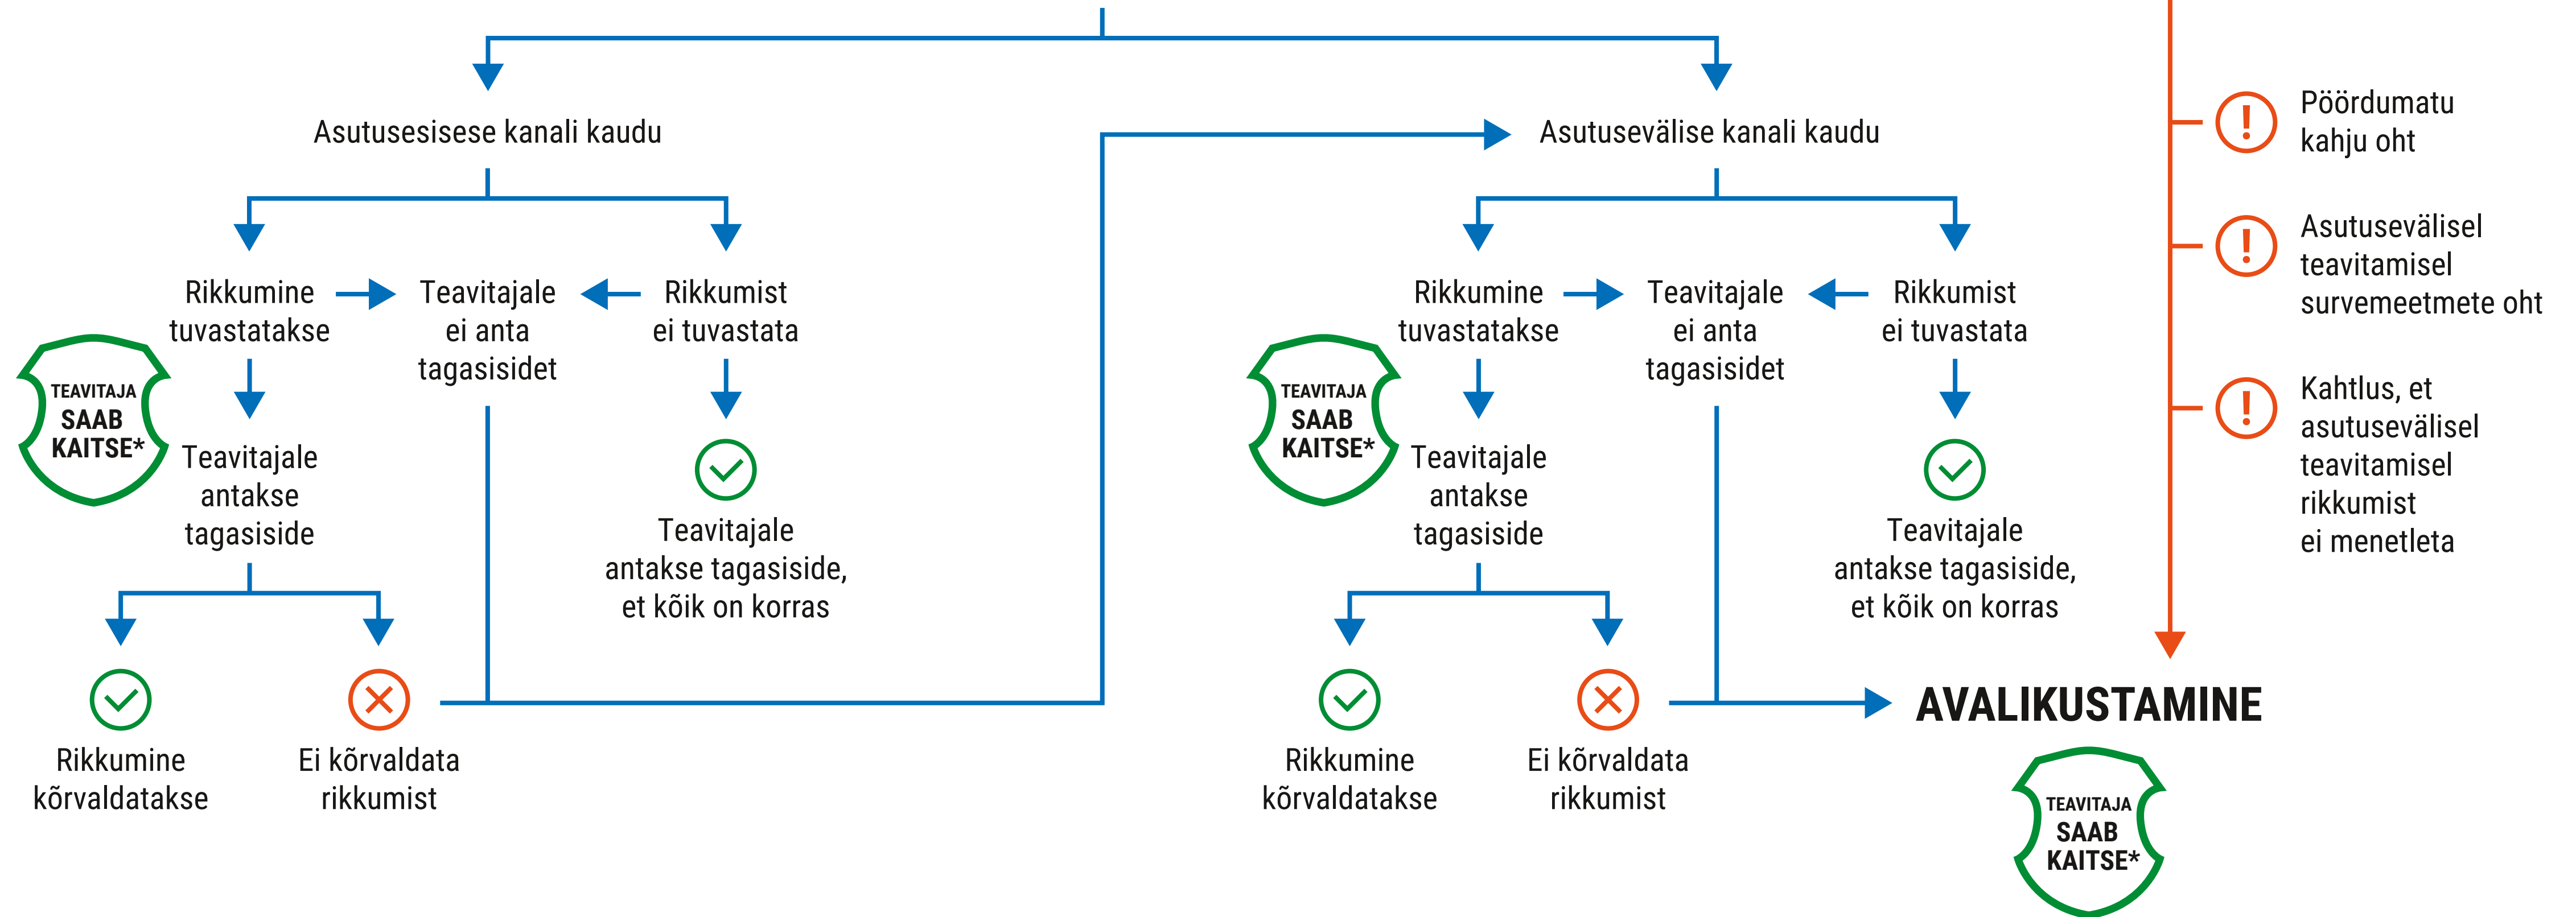 Asutusesisese kanali kaudu
Rikkumine
tuvastatakse
Teavitajale
ei anta
tagasisidet
Rikkumist
ei tuvastata
TEAVITAJA
SAAB
KAITSE*
Teavitajale
antakse
tagasiside
Teavitajale
antakse tagasiside,
et kõik on korras
Rikkumine
kõrvaldatakse
Ei kõrvaldata
rikkumist
Asutusevälise kanali kaudu
Rikkumine
tuvastatakse
Teavitajale
ei anta
tagasisidet
Rikkumist
ei tuvastata
TEAVITAJA
SAAB
KAITSE*
Teavitajale
antakse
tagasiside
Teavitajale
antakse tagasiside,
et kõik on korras
Rikkumine
kõrvaldatakse
Ei kõrvaldata
rikkumist
Pöördumatu
kahju oht
Asutusevälisel
teavitamisel
survemeetmete oht
Kahtlus, et
asutusevälisel
teavitamisel
rikkumist
ei menetleta
AVALIKUSTAMINE
TEAVITAJA
SAAB
KAITSE*